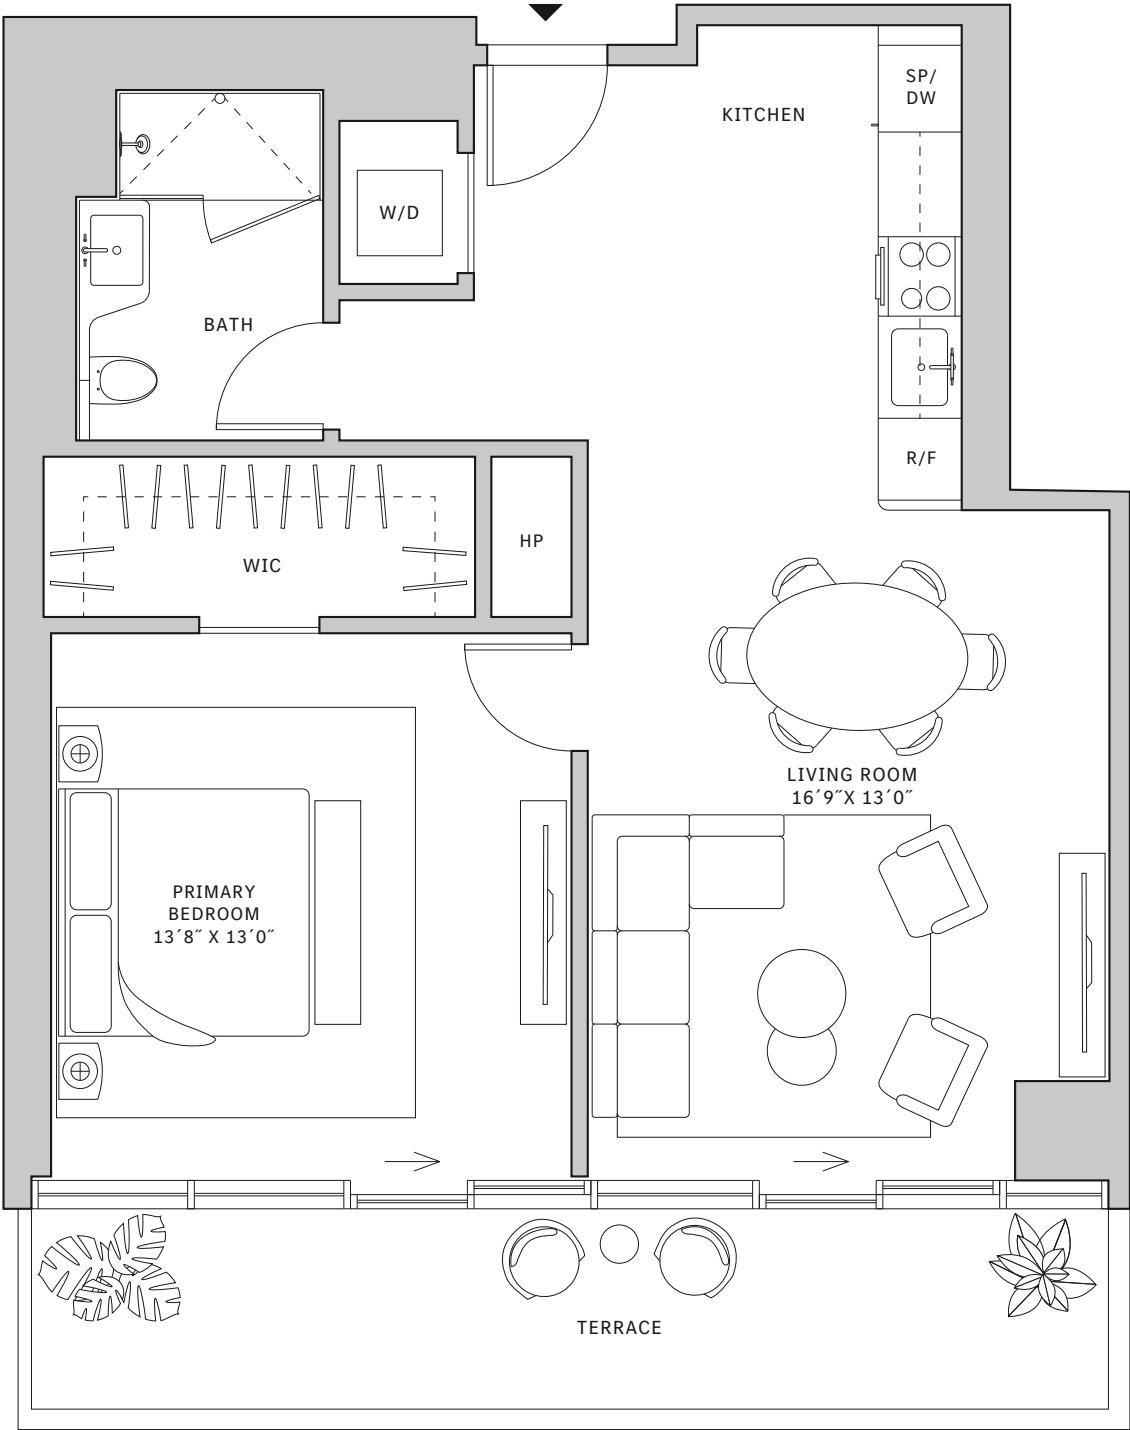 KITCHEN
SP/
DW
W/D
BATH
R/F
HP
WIC
LIVING ROOM
16´9˝X 13´0˝
PRIMARY
BEDROOM
13´8˝ X 13´0˝
TERRACE